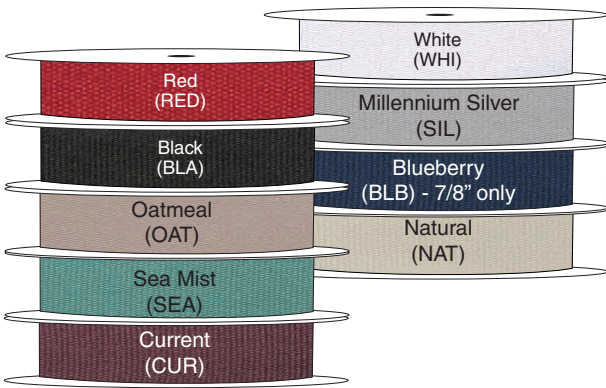 Red
(RED)
Black
(BLA)
Oatmeal
(OAT)
Sea Mist
(SEA)
Current
(CUR)
White
(WHI)
Millennium Silver
(SIL)
Blueberry
(BLB) - 7/8” only
Natural
(NAT)